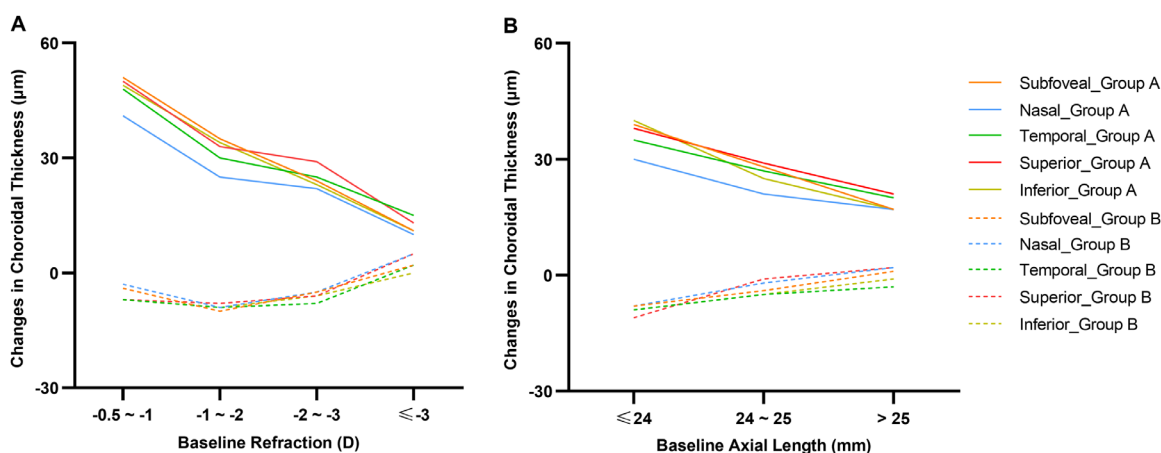 A
Changes in Choroidal Thickness (μm)
60
30
0
-30
-0.5 ~ -1
-1 ~ -2
-2 ~ -3
≤ -3
Baseline Refraction (D)
B
Changes in Choroidal Thickness (μm)
60
30
0
-30
≤ 24
24 ~ 25
> 25
Baseline Axial Length (mm)
Subfoveal_Group A
Nasal_Group A
Temporal_Group A
Superior_Group A
Inferior_Group A
Subfoveal_Group B
Nasal_Group B
Temporal_Group B
Superior_Group B
Inferior_Group B